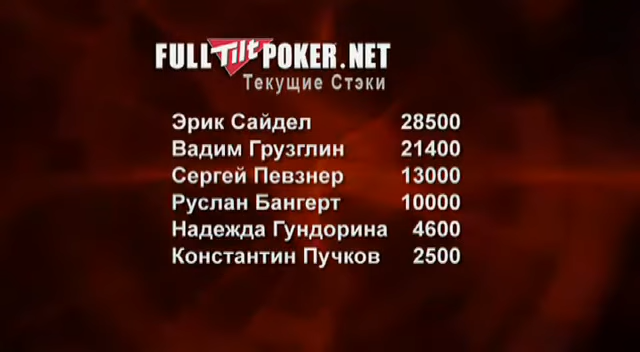 FULL Tilt POKER.NET
Текущие Стэки
Эрик Сайдел 28500
Вадим Грузглин 21400
Сергей Певзнер 13000
Руслан Бангерт 10000
Надежда Гундорина 4600
Константин Пучков 2500